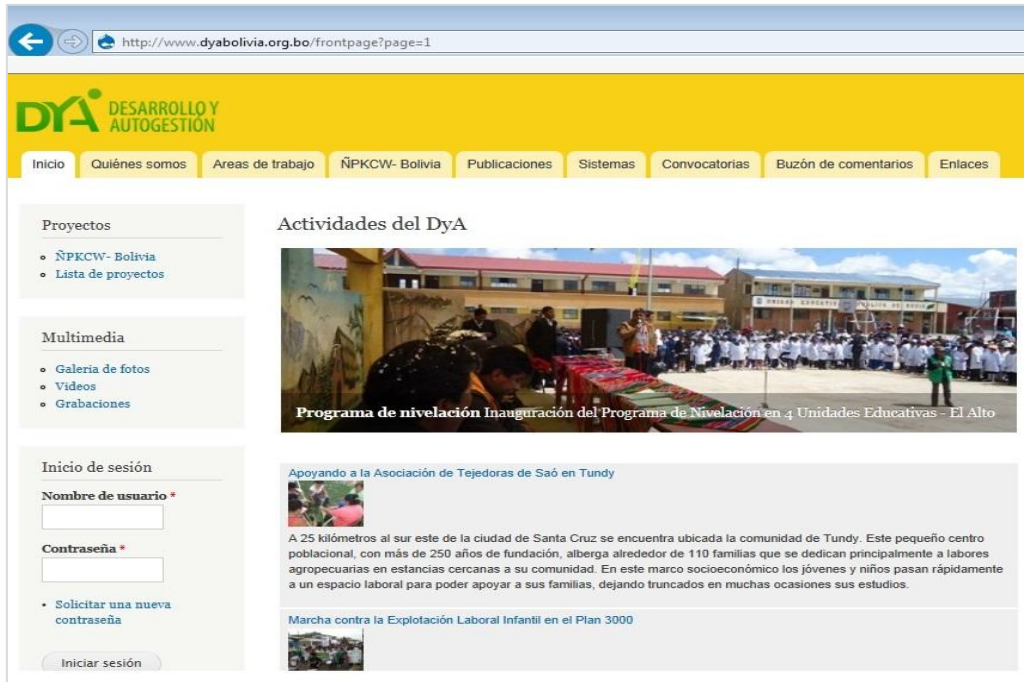 http://www.dyabolivia.org.bo/frontpage?page=1
DYA DESARROLLO Y
AUTOGESTIÓN
Inicio Quiénes somos Areas de trabajo ÑPKCW- Bolivia Publicaciones Sistemas Convocatorias Buzón de comentarios Enlaces
Proyectos
ÑPKCW- Bolivia
Lista de proyectos
Multimedia
Galeria de fotos
Videos
Grabaciones
Inicio de sesión
Nombre de usuario *
Contraseña *
Solicitar una nueva
contraseña
Iniciar sesión
Actividades del DyA
Programa de nivelación Inauguración del Programa de Nivelación en 4 Unidades Educativas - El Alto
Apoyando a la Asociación de Tejedoras de Saó en Tundy
A 25 kilómetros al sur este de la ciudad de Santa Cruz se encuentra ubicada la comunidad de Tundy. Este pequeño centro
poblacional, con más de 250 años de fundación, alberga alrededor de 110 familias que se dedican principalmente a labores
agropecuarias en estancias cercanas a su comunidad. En este marco socioeconómico los jóvenes y niños pasan rápidamente
a un espacio laboral para poder apoyar a sus familias, dejando truncados en muchas ocasiones sus estudios.
Marcha contra la Explotación Laboral Infantil en el Plan 3000